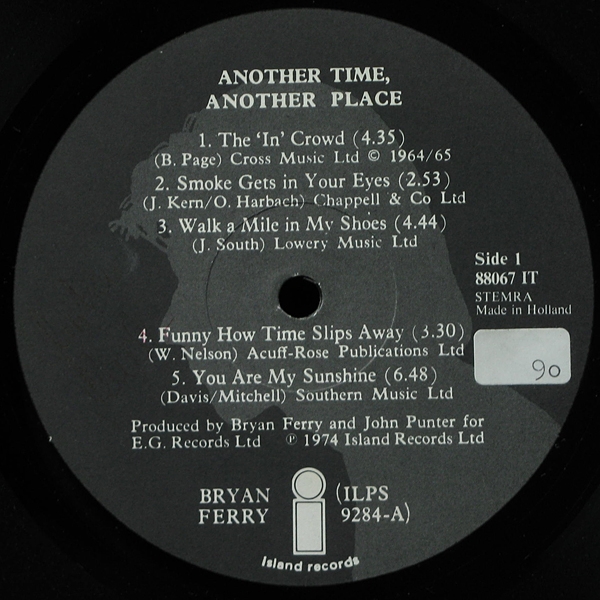 ANOTHER TIME,
ANOTHER PLACE
1. The ‘In’ Crowd (4.35)
(B. Page) Cross Music Ltd © 1964/65
2. Smoke Gets in Your Eyes (2.53)
(J. Kern/O. Harbach) Chappell & Co Ltd
3. Walk a Mile in My Shoes (4.44)
(J. South) Lowery Music Ltd
Side 1
88067 IT
STEMRA
Made in Holland
4. Funny How Time Slips Away (3.30)
(W. Nelson) Acuff-Rose Publications Ltd
90
5. You Are My Sunshine (6.48)
(Davis/Mitchell) Southern Music Ltd
Produced by Bryan Ferry and John Punter for
E.G. Records Ltd ℗ 1974 Island Records Ltd
BRYAN FERRY
(ILPS 9284-A)
island records